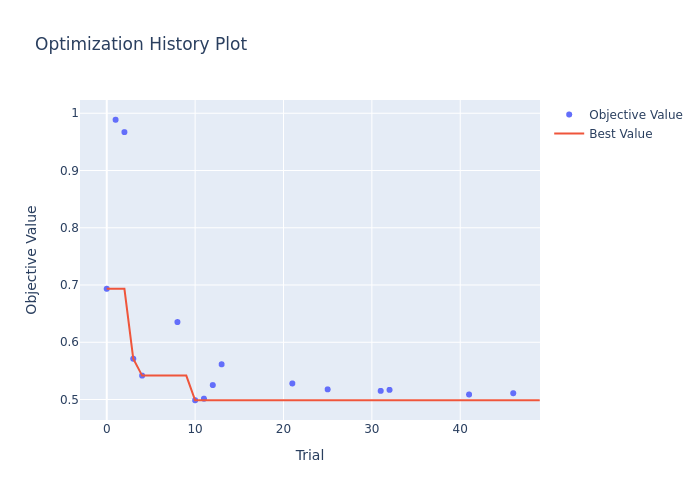 Optimization History Plot
Objective Value
Best Value
1
0.9
0.8
0.7
0.6
0.5
Objective Value
0
10
20
30
40
Trial